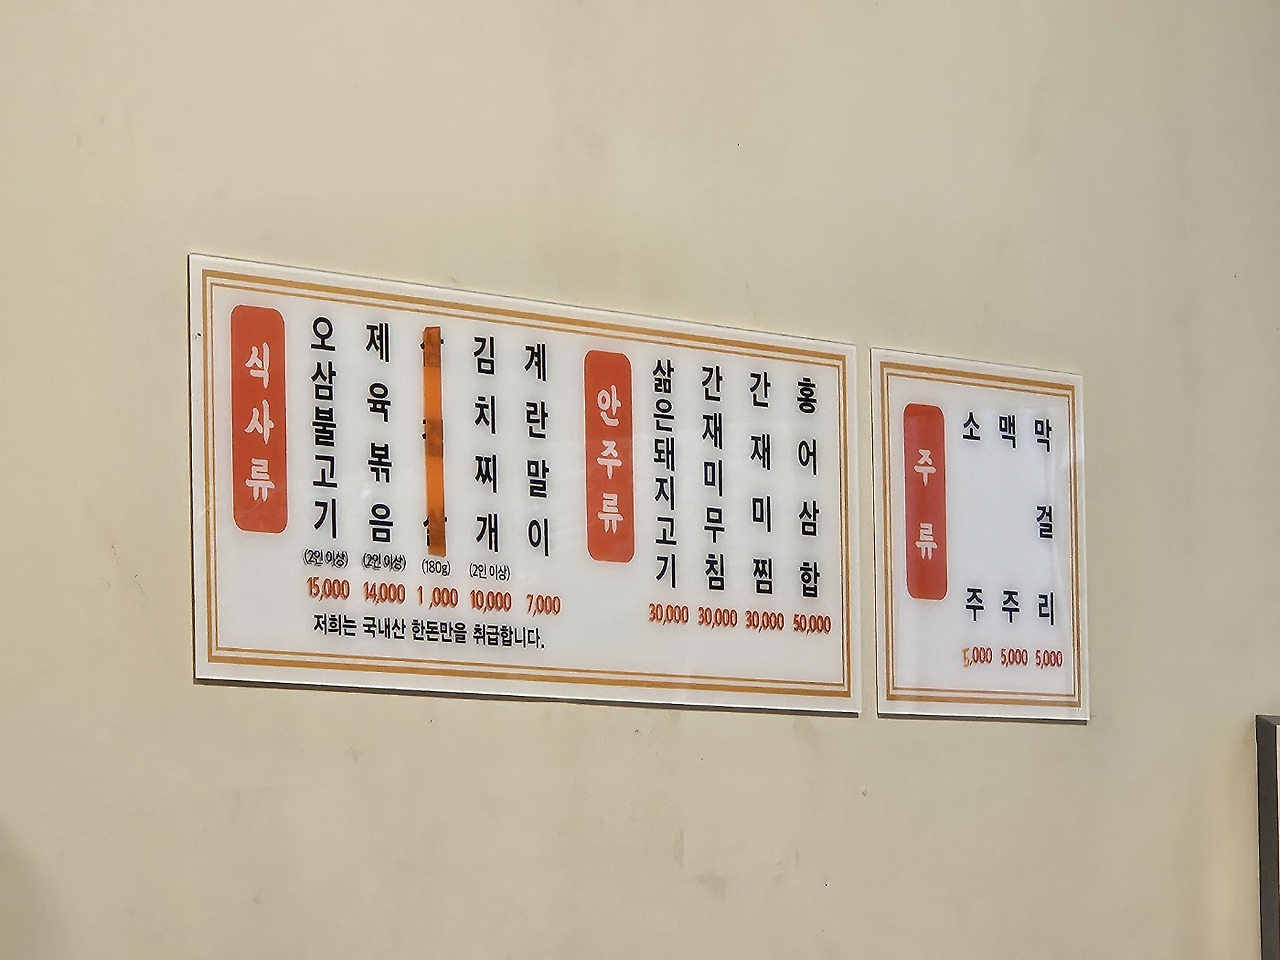 식사류
오삼불고기
(2인 이상)
15,000
제육볶음
(2인 이상)
14,000
(180g)
김치찌개
(2인 이상)
10,000
계란말이
7,000
저희는 국내산 한돈만을 취급합니다.
안주류
삶은돼지고기
30,000
간재미무침
30,000
간재미찜
30,000
홍어삼합
50,000
주류
소주
5,000
맥주
5,000
막걸리
5,000